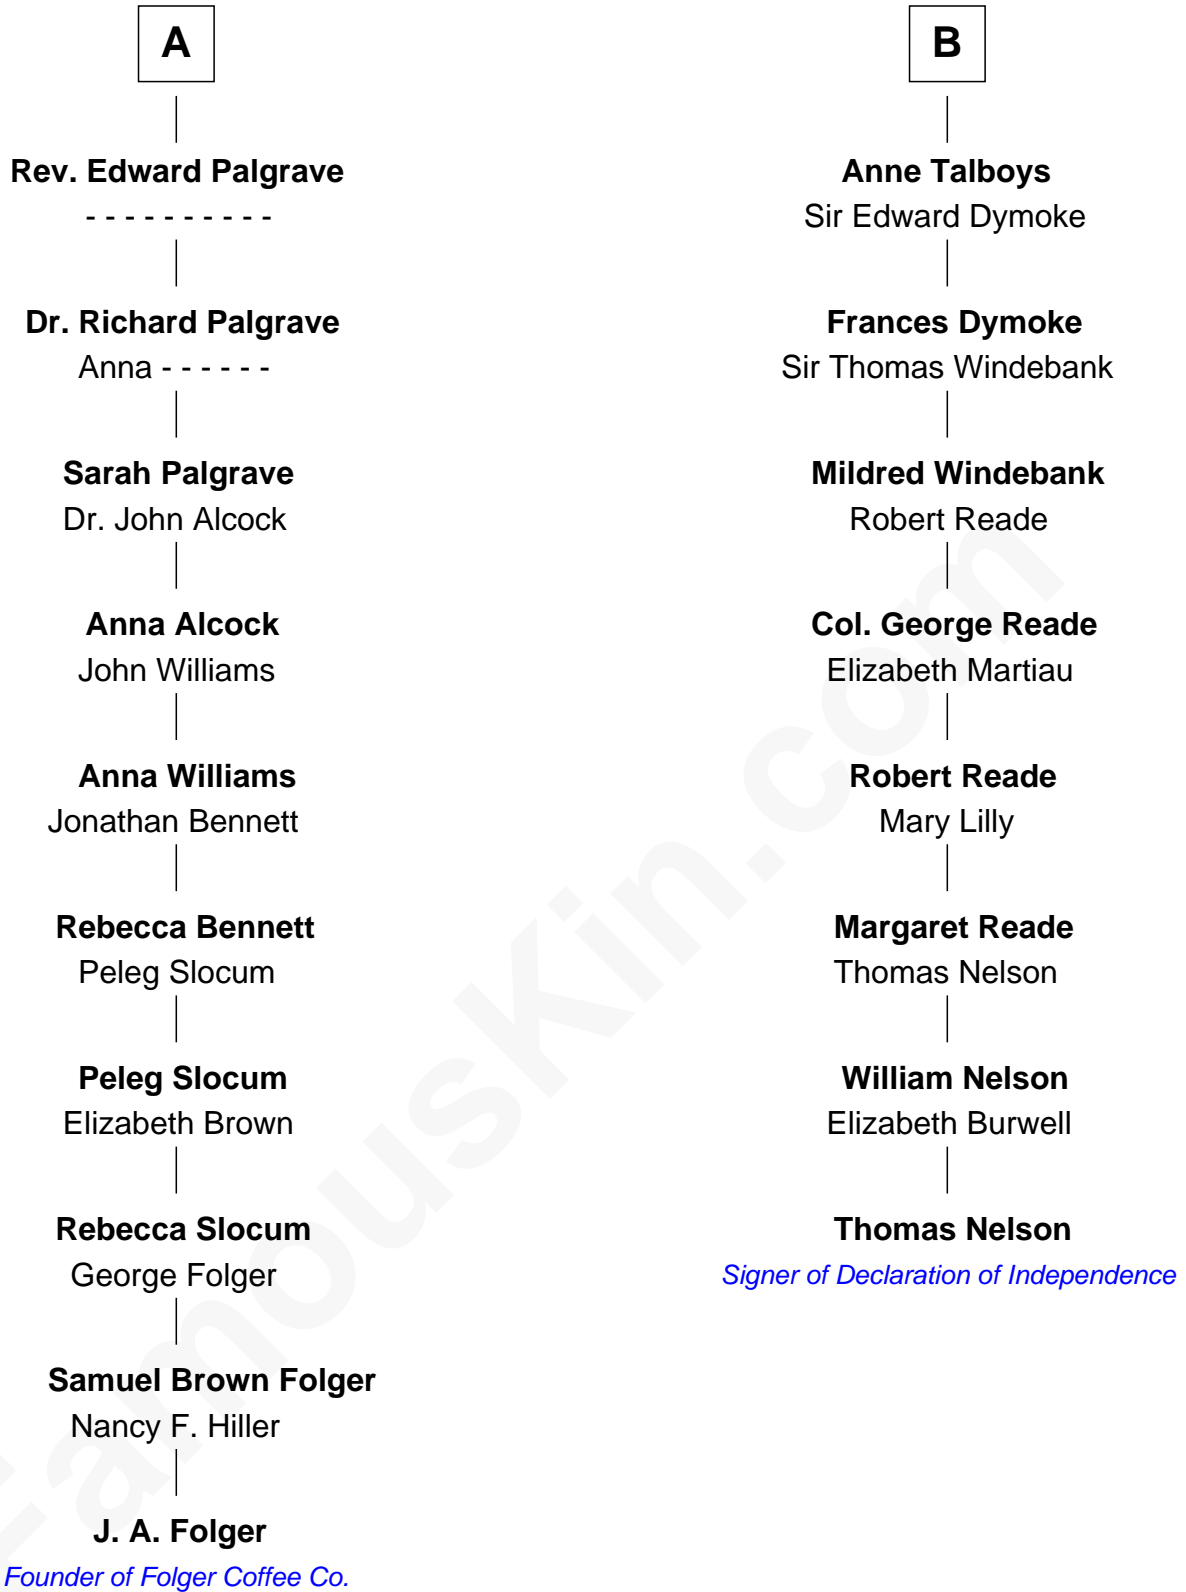 A
Rev. Edward Palgrave
- - - - - - - - - -
Dr. Richard Palgrave
Anna - - - - - -
Sarah Palgrave
Dr. John Alcock
Anna Alcock
John Williams
Anna Williams
Jonathan Bennett
Rebecca Bennett
Peleg Slocum
Peleg Slocum
Elizabeth Brown
Rebecca Slocum
George Folger
Samuel Brown Folger
Nancy F. Hiller
J. A. Folger
Founder of Folger Coffee Co.
B
Anne Talboys
Sir Edward Dymoke
Frances Dymoke
Sir Thomas Windebank
Mildred Windebank
Robert Reade
Col. George Reade
Elizabeth Martiau
Robert Reade
Mary Lilly
Margaret Reade
Thomas Nelson
William Nelson
Elizabeth Burwell
Thomas Nelson
Signer of Declaration of Independence
FamousKin.com